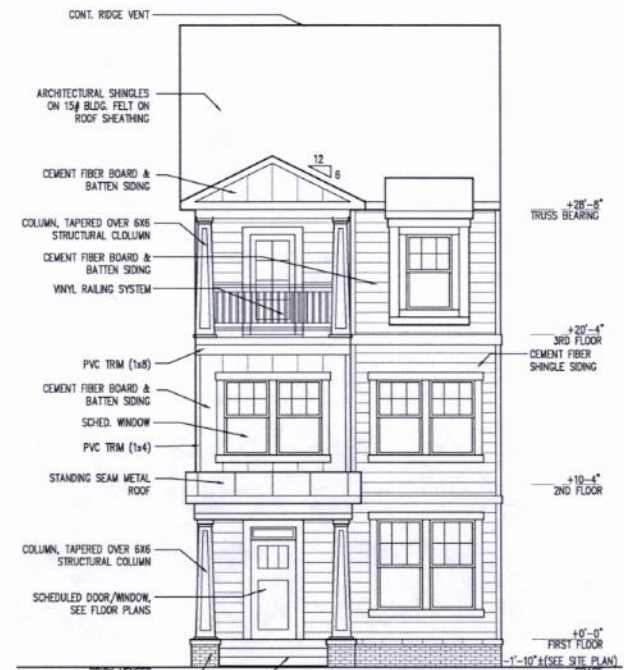 CONT. RIDGE VENT
ARCHITECTURAL SHINGLES
ON 15# BLDG. FELT ON
ROOF SHEATHING
12
6
CEMENT FIBER BOARD &
BATTEN SIDING
COLUMN, TAPERED OVER 6X6
STRUCTURAL CLOLUMN
CEMENT FIBER BOARD &
BATTEN SIDING
VINYL RAILING SYSTEM
PVC TRIM (1x8)
CEMENT FIBER BOARD &
BATTEN SIDING
SCHED. WINDOW
PVC TRIM (1x4)
STANDING SEAM METAL
ROOF
COLUMN, TAPERED OVER 6X6
STRUCTURAL COLUMN
SCHEDULED DOOR/WINDOW,
SEE FLOOR PLANS
BRICK VENEER
+28'-8"
TRUSS BEARING
+20'-4"
3RD FLOOR
CEMENT FIBER
SHINGLE SIDING
+10-4"
2ND FLOOR
+0'-0"
FIRST FLOOR
-1'-10"±(SEE SITE PLAN)
GRADE